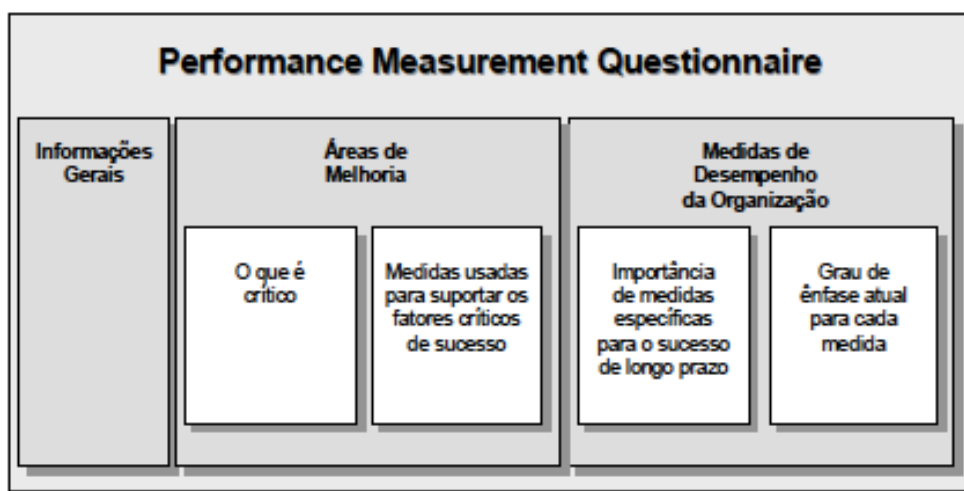 Performance Measurement Questionnaire
Informações
Gerais
Áreas de
Melhoria
O que é
crítico
Medidas usadas
para suportar os
fatores críticos
de sucesso
Medidas de
Desempenho
da Organização
Importância
de medidas
específicas
para o sucesso
de longo prazo
Grau de
ênfase atual
para cada
medida